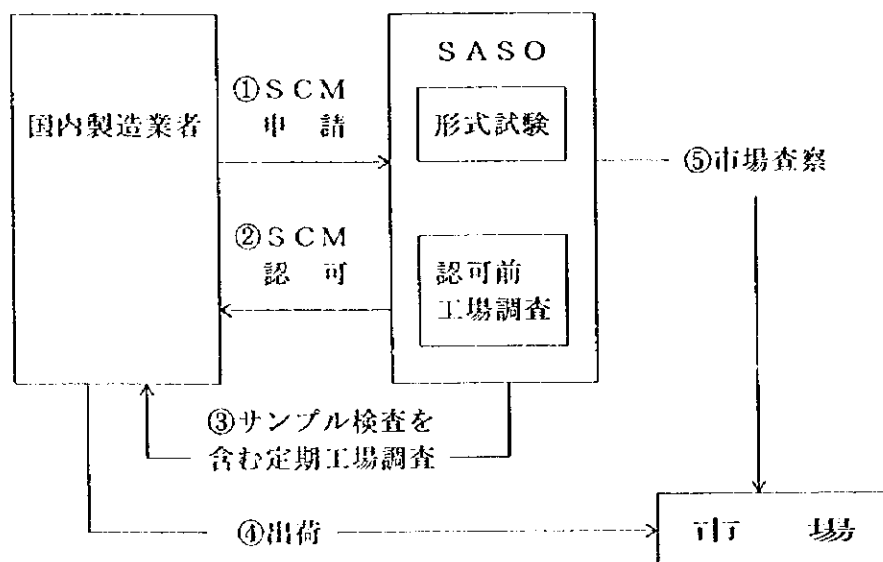 国内製造業者
①SCM
申 請
②SCM
認 可
SASO
形式試験
認可前
工場調査
⑤市場査察
③サンプル検査を
含む定期工場調査
④出荷
市 場